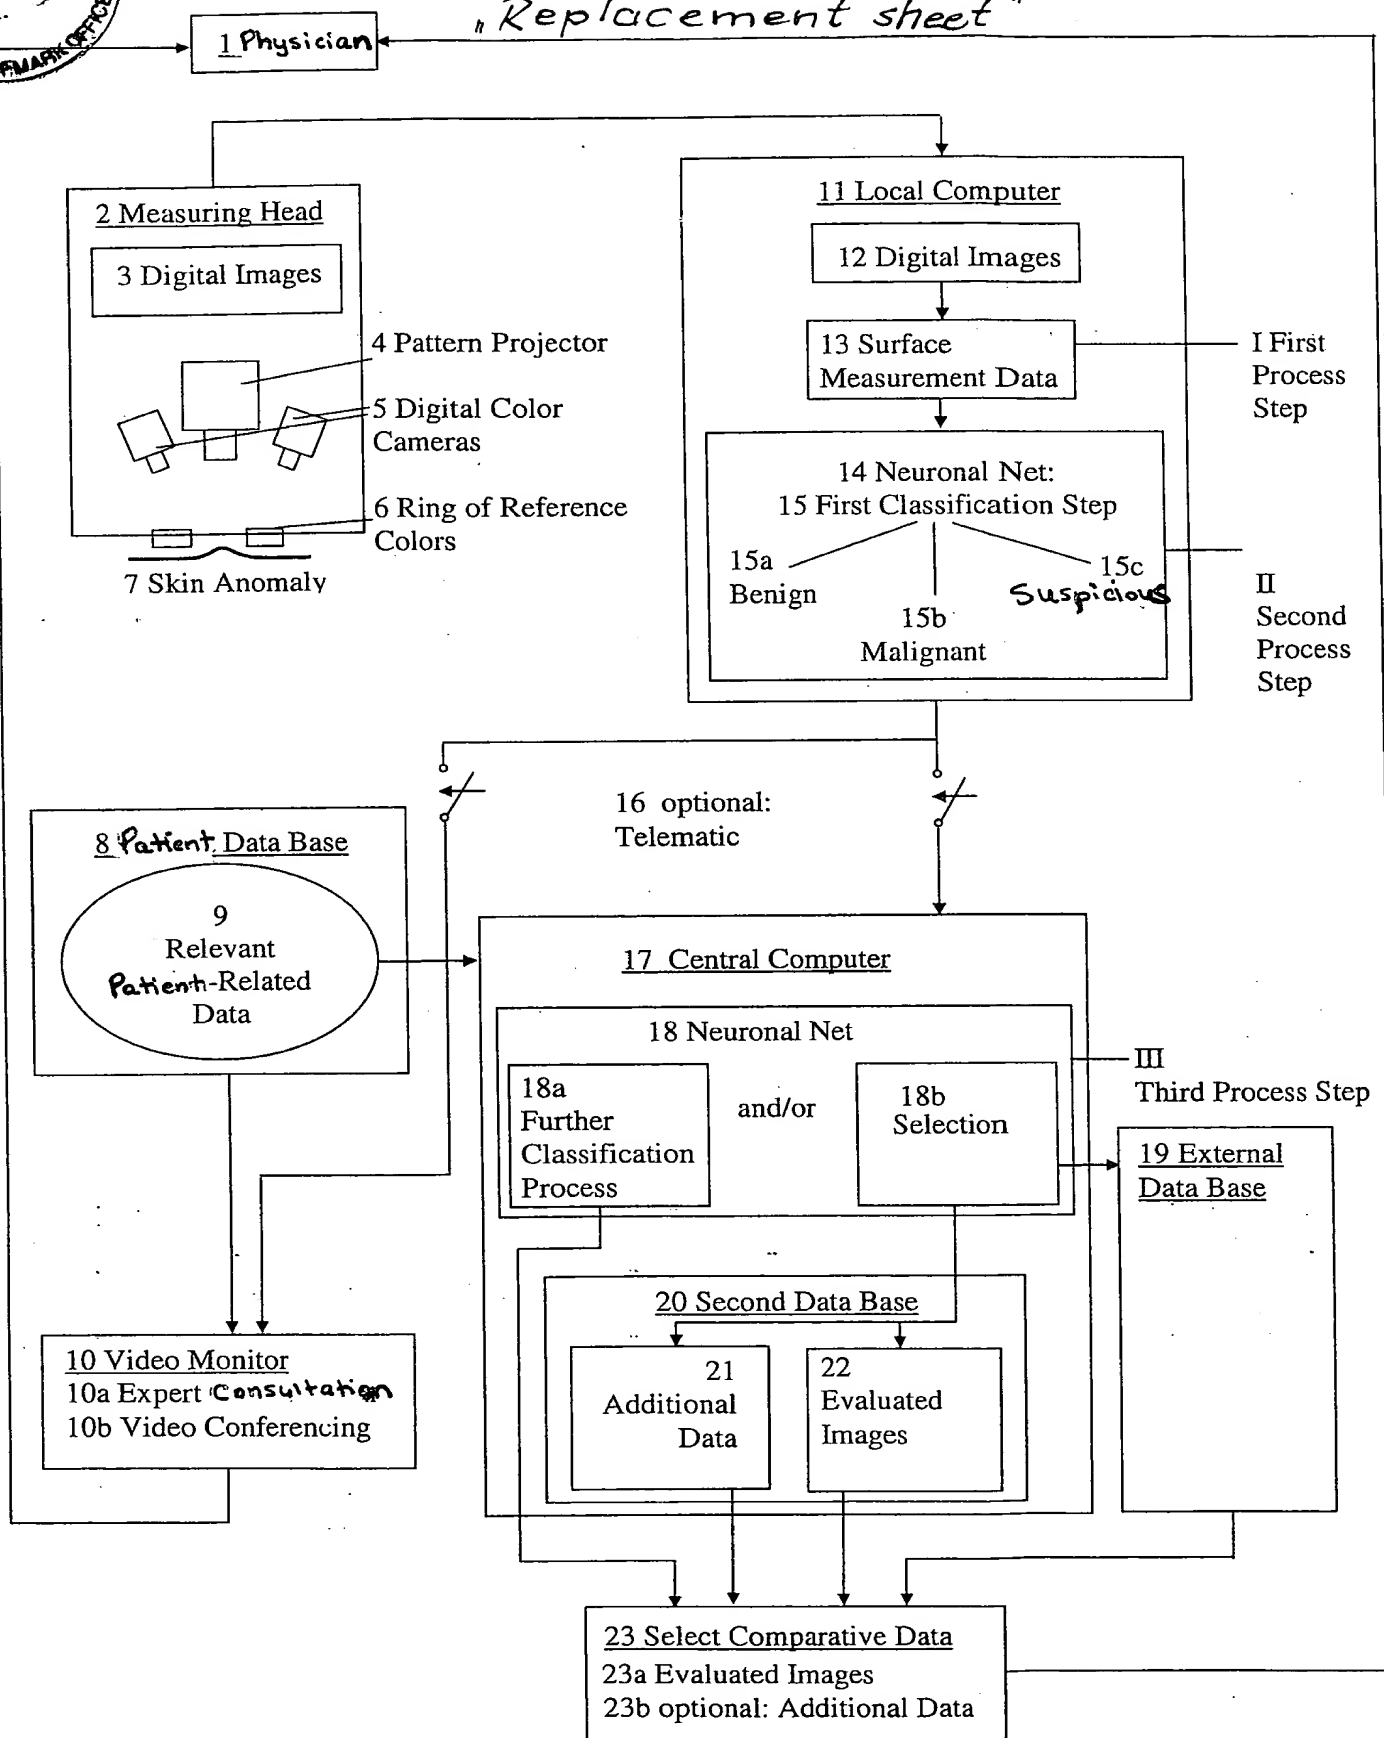 „Replacement sheet"
EMARK OFFICE
1 Physician
2 Measuring Head
3 Digital Images
4 Pattern Projector
5 Digital Color
Cameras
6 Ring of Reference
Colors
7 Skin Anomaly
11 Local Computer
12 Digital Images
13 Surface
Measurement Data
I First
Process
Step
14 Neuronal Net:
15 First Classification Step
15a
Benign
15b
Malignant
15c
Suspicious
II
Second
Process
Step
16 optional:
Telematic
8 Patient Data Base
9
Relevant
Patient-Related
Data
17 Central Computer
18 Neuronal Net
18a
Further
Classification
Process
and/or
18b
Selection
III
Third Process Step
19 External
Data Base
20 Second Data Base
21
Additional
Data
22
Evaluated
Images
10 Video Monitor
10a Expert Consultation
10b Video Conferencing
23 Select Comparative Data
23a Evaluated Images
23b optional: Additional Data